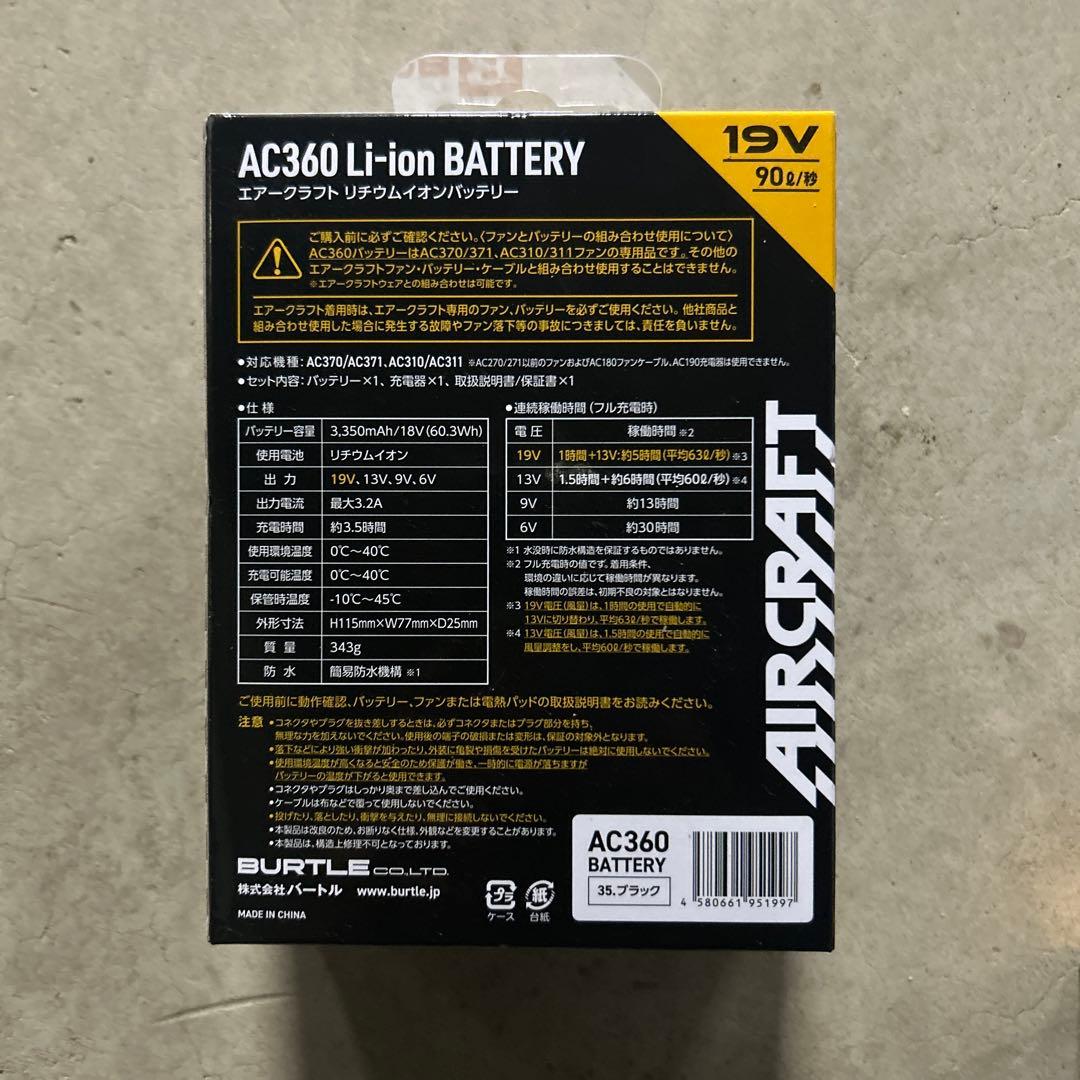 19V
90ℓ/秒
AC360 Li-ion BATTERY
エアークラフト リチウムイオンバッテリー
ご購入前に必ずご確認ください。〈ファンとバッテリーの組み合わせ使用について〉
AC360バッテリーはAC370/371、AC310/311ファンの専用品です。その他の
エアークラフトファン・バッテリー・ケーブルと組み合わせ使用することはできません。
※エアークラフトウェアとの組み合わせは可能です。
エアークラフト着用時は、エアークラフト専用のファン、バッテリーを必ずご使用ください。他社商品と
組み合わせ使用した場合に発生する故障やファン落下等の事故につきましては、責任を負いません。
●対応機種：AC370/AC371、AC310/AC311 ※AC270/271以前のファンおよびAC180ファンケーブル、AC190充電器は使用できません。
●セット内容：バッテリー×1、充電器×1、取扱説明書/保証書×1
●仕様
バッテリー容量 3,350mAh/18V(60.3Wh)
使用電池 リチウムイオン
出力 19V、13V、9V、6V
出力電流 最大3.2A
充電時間 約3.5時間
使用環境温度 0℃～40℃
充電可能温度 0℃～40℃
保管時温度 -10℃～45℃
外形寸法 H115mm×W77mm×D25mm
質量 343g
防水 簡易防水機構 ※1
●連続稼働時間（フル充電時）
電圧 稼働時間 ※2
19V 1時間+13V:約5時間(平均63ℓ/秒)※3
13V 1.5時間+約6時間(平均60ℓ/秒)※4
9V 約13時間
6V 約30時間
※1 水没時に防水構造を保証するものではありません。
※2 フル充電時の値です。着用条件、
環境の違いに応じて稼働時間が異なります。
稼働時間の誤差は、初期不良の対象とはなりません。
※3 19V電圧(風量)は、1時間の使用で自動的に
13Vに切り替わり、平均63ℓ/秒で稼働します。
※4 13V電圧(風量)は、1.5時間の使用で自動的に
風量調整をし、平均60ℓ/秒で稼働します。
AIRCRAFT
ご使用前に動作確認、バッテリー、ファンまたは電熱パッドの取扱説明書をお読みください。
注意 ●コネクタやプラグを抜き差しするときは、必ずコネクタまたはプラグ部分を持ち、
無理な力を加えないでください。使用後の端子の破損または変形は、保証の対象外となります。
●落下などにより強い衝撃が加わったり、外装に亀裂や損傷を受けたバッテリーは絶対に使用しないでください。
●使用環境温度が高くなると安全のため保護が働き、一時的に電源が落ちますが
バッテリーの温度が下がると使用できます。
●コネクタやプラグはしっかり奥まで差し込んでご使用ください。
●ケーブルは布などで覆って使用しないでください。
●投げたり、落としたり、衝撃を与えたり、無理に接続しないでください。
●本製品は改良のため、お断りなく仕様、外観などを変更することがあります。
●本製品は、構造上修理不可となっております。
BURTLE CO.,LTD.
株式会社バートル www.burtle.jp
MADE IN CHINA
プラ
ケース
紙
台紙
AC360
BATTERY
35.ブラック
4 580661 951997